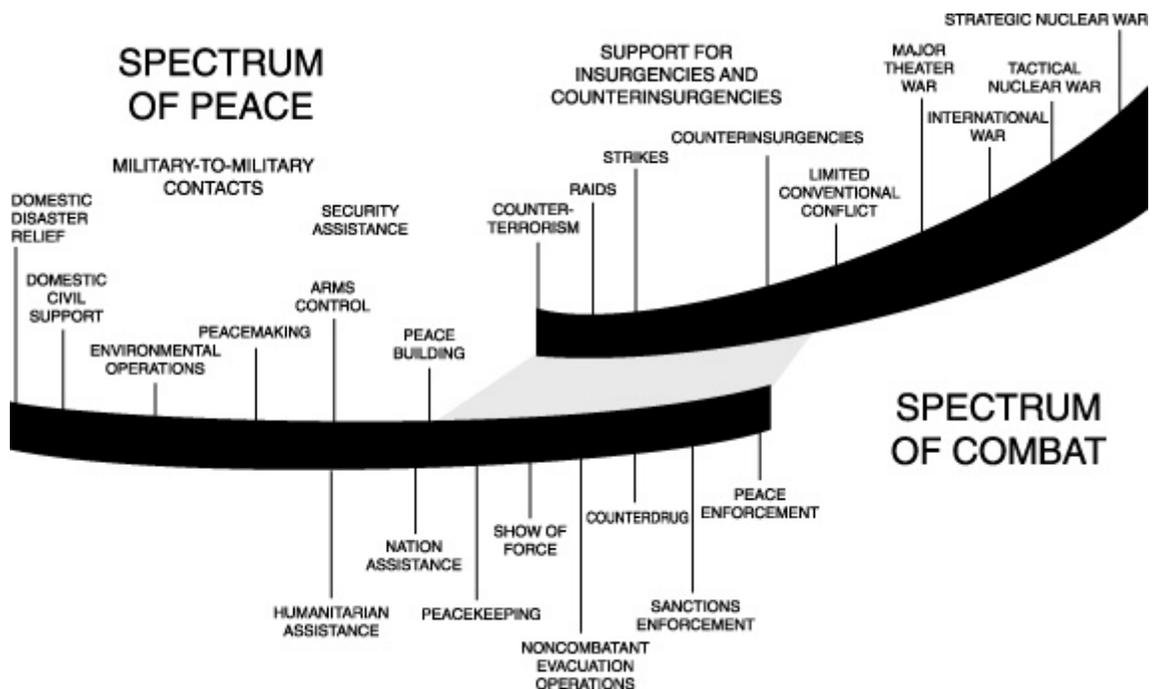 SPECTRUM
OF PEACE
MILITARY-TO-MILITARY
CONTACTS
DOMESTIC
DISASTER
RELIEF
DOMESTIC
CIVIL
SUPPORT
ENVIRONMENTAL
OPERATIONS
PEACEMAKING
SECURITY
ASSISTANCE
ARMS
CONTROL
PEACE
BUILDING
SUPPORT FOR
INSURGENCIES AND
COUNTERINSURGENCIES
COUNTER-
TERRORISM
RAIDS
STRIKES
COUNTERINSURGENCIES
LIMITED
CONVENTIONAL
CONFLICT
MAJOR
THEATER
WAR
INTERNATIONAL
WAR
TACTICAL
NUCLEAR WAR
STRATEGIC NUCLEAR WAR
SPECTRUM
OF COMBAT
HUMANITARIAN
ASSISTANCE
NATION
ASSISTANCE
PEACEKEEPING
SHOW OF
FORCE
NONCOMBATANT
EVACUATION
OPERATIONS
COUNTERDRUG
SANCTIONS
ENFORCEMENT
PEACE
ENFORCEMENT